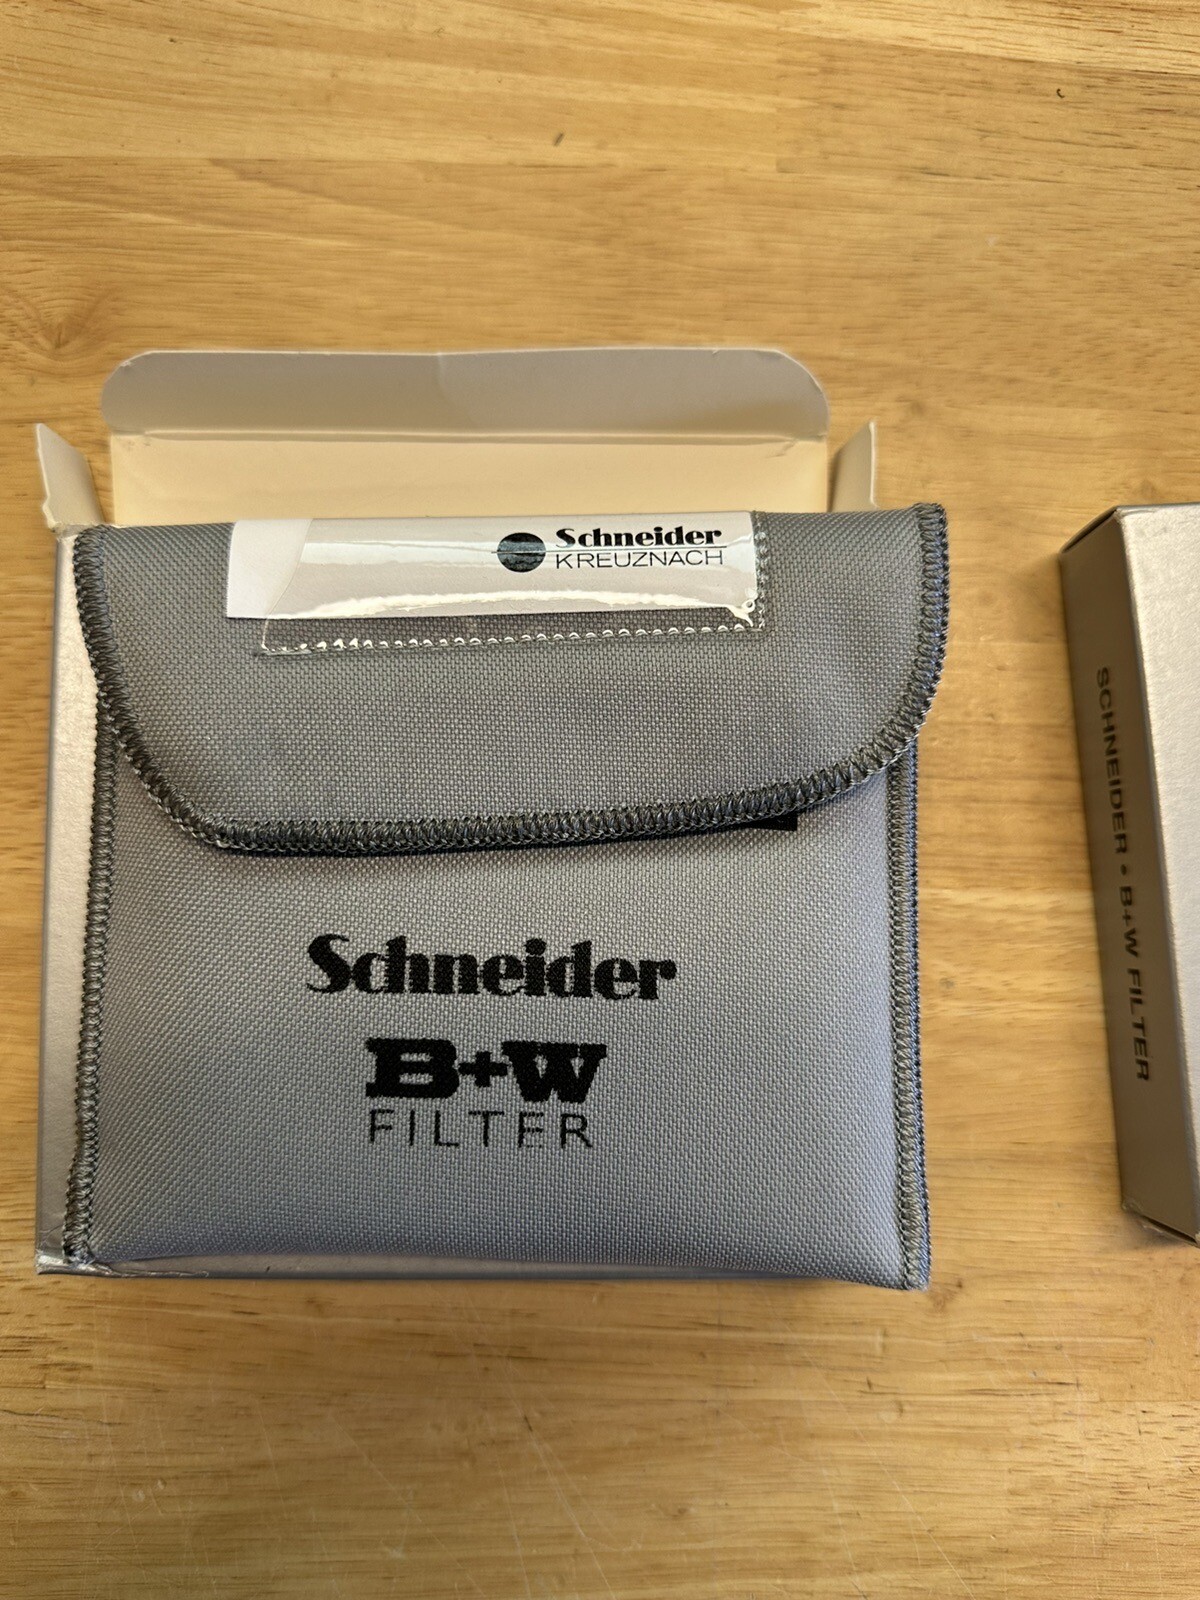 Schneider
KREUZNACH
Schneider
B+W
FILTER
SCHNEIDER • B+W FILTER